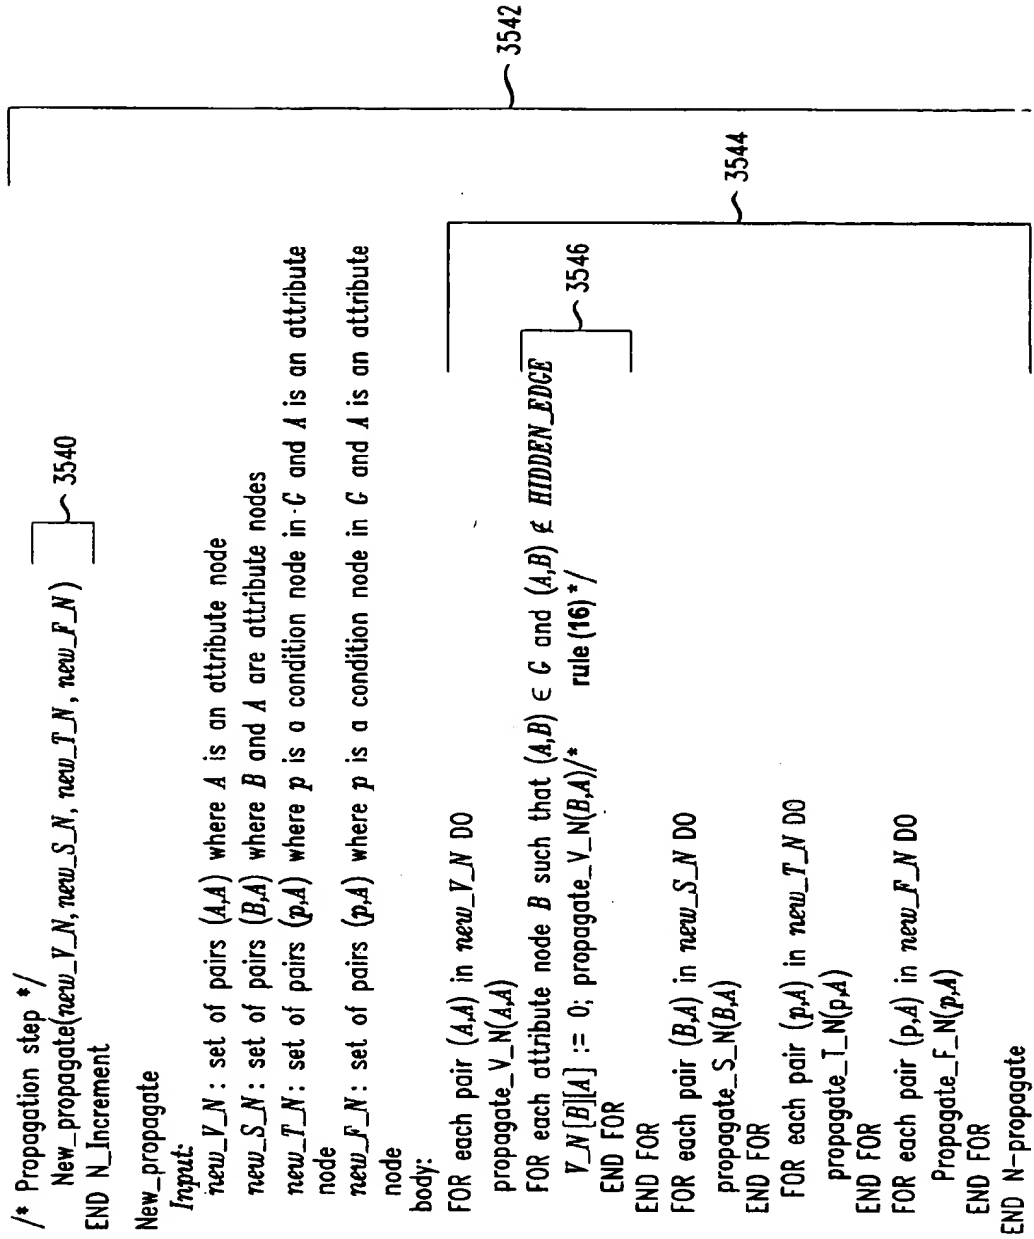 /* Propagation step */
New_propagate(new_V_N, new_S_N, new_T_N, new_F_N)
3540
END N_Increment
New_propagate
Input:
new_V_N : set of pairs (A,A) where A is an attribute node
new_S_N : set of pairs (B,A) where B and A are attribute nodes
new_T_N : set of pairs (p,A) where p is a condition node in G and A is an attribute
node
new_F_N : set of pairs (p,A) where p is a condition node in G and A is an attribute
node
body:
FOR each pair (A,A) in new_V_N DO
propagate_V_N(A,A)
FOR each attribute node B such that (A,B) ∈ G and (A,B) ∉ HIDDEN_EDGE
V_N[B][A] := 0; propagate_V_N(B,A)/* rule (16) */
END FOR
3546
END FOR
FOR each pair (B,A) in new_S_N DO
propagate_S_N(B,A)
END FOR
3544
FOR each pair (p,A) in new_T_N DO
propagate_T_N(p,A)
END FOR
FOR each pair (p,A) in new_F_N DO
Propagate_F_N(p,A)
END FOR
END N-propagate
3542